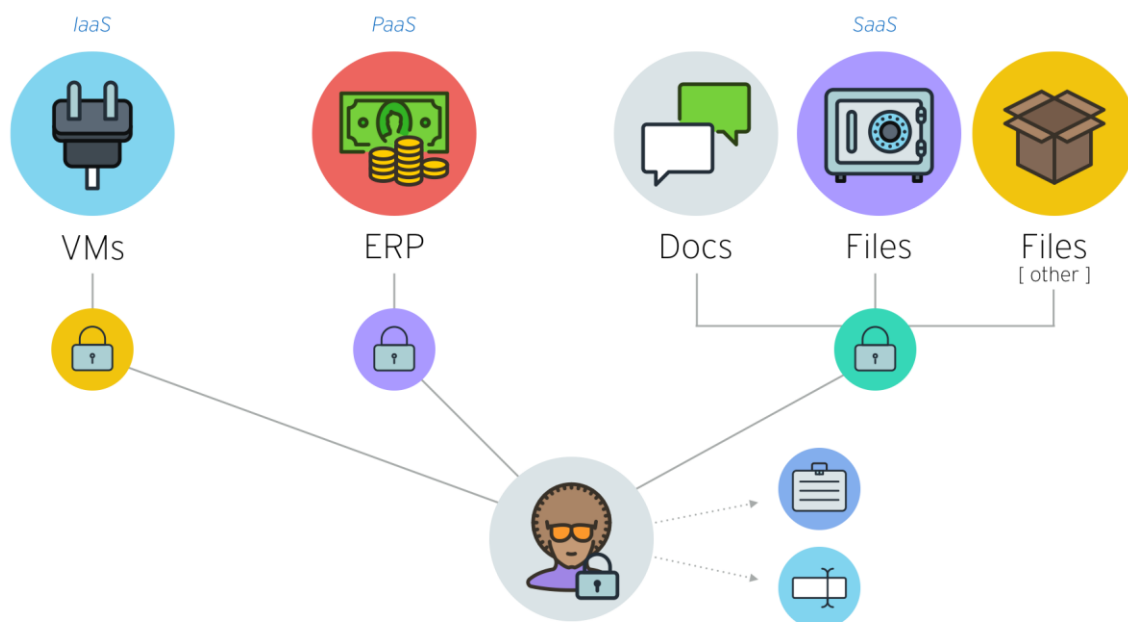 IaaS
PaaS
SaaS
VMs
ERP
Docs
Files
Files
[ other ]